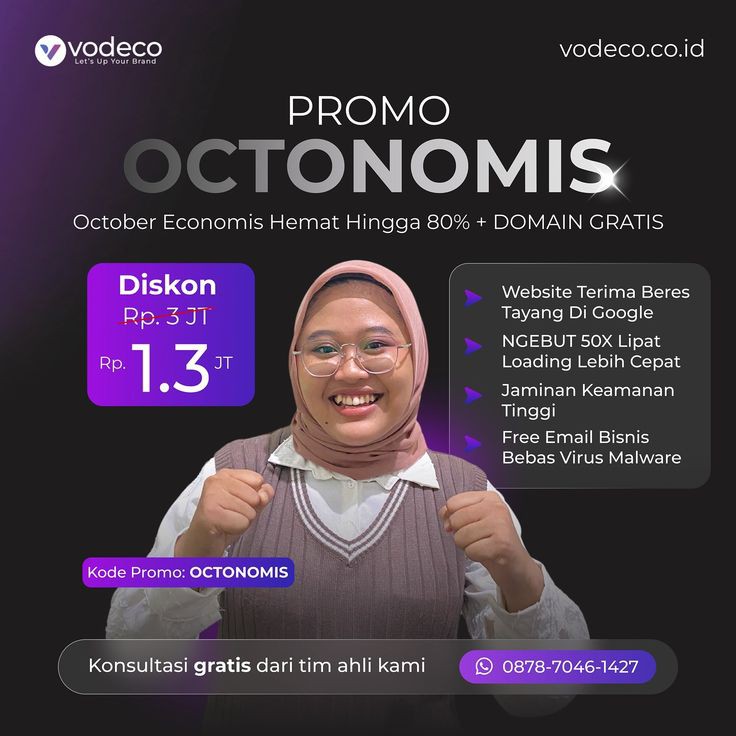 vodeco
Let's Up Your Brand
vodeco.co.id
PROMO
OCTONOMIS
October Economis Hemat Hingga 80% + DOMAIN GRATIS
Diskon
Rp. 3 JT
Rp. 1.3 JT
Website Terima Beres
Tayang Di Google
NGEBUT 50X Lipat
Loading Lebih Cepat
Jaminan Keamanan
Tinggi
Free Email Bisnis
Bebas Virus Malware
Kode Promo: OCTONOMIS
Konsultasi gratis dari tim ahli kami
0878-7046-1427